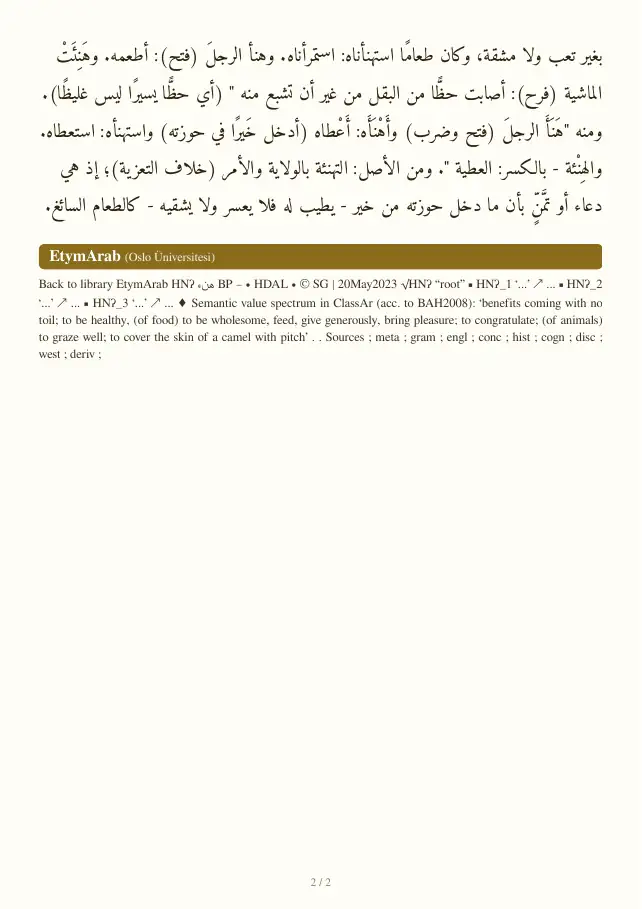 بغير تعب ولا مشقة، وكان طعامًا استهنأناه: استمرأناه. وهنأ الرجلَ (فتح): أطعمه. وهَنِئَتْ
الماشية (فرح): أصابت حظًّا من البقل من غير أن تشبع منه " (أي حظًّا يسيرًا ليس غليظًا).
ومنه "هَنَأَ الرجلَ (فتح وضرب) وأَهْنَأَه: أَعْطاه (أدخل خَيرًا في حوزته) واستهنأه: استعطاه.
والهِنْئة - بالكسر: العطية ". ومن الأصل: التهنئة بالولاية والأمر (خلاف التعزية)؛ إذ هي
دعاء أو تَمَّنٍّ بأن ما دخل حوزته من خير - يطيب له فلا يعسر ولا يشقيه - كالطعام السائغ.
EtymArab (Oslo Üniversitesi)
Back to library EtymArab HNʔ هنء BP – • HDAL • © SG | 20May2023 √HNʔ “root” ▪ HNʔ_1 ‘...’ ↗ ... ▪ HNʔ_2
‘...’ ↗ ... ▪ HNʔ_3 ‘...’ ↗ ... ♦ Semantic value spectrum in ClassAr (acc. to BAH2008): ‘benefits coming with no
toil; to be healthy, (of food) to be wholesome, feed, give generously, bring pleasure; to congratulate; (of animals)
to graze well; to cover the skin of a camel with pitch’ . . Sources ; meta ; gram ; engl ; conc ; hist ; cogn ; disc ;
west ; deriv ;
2 / 2